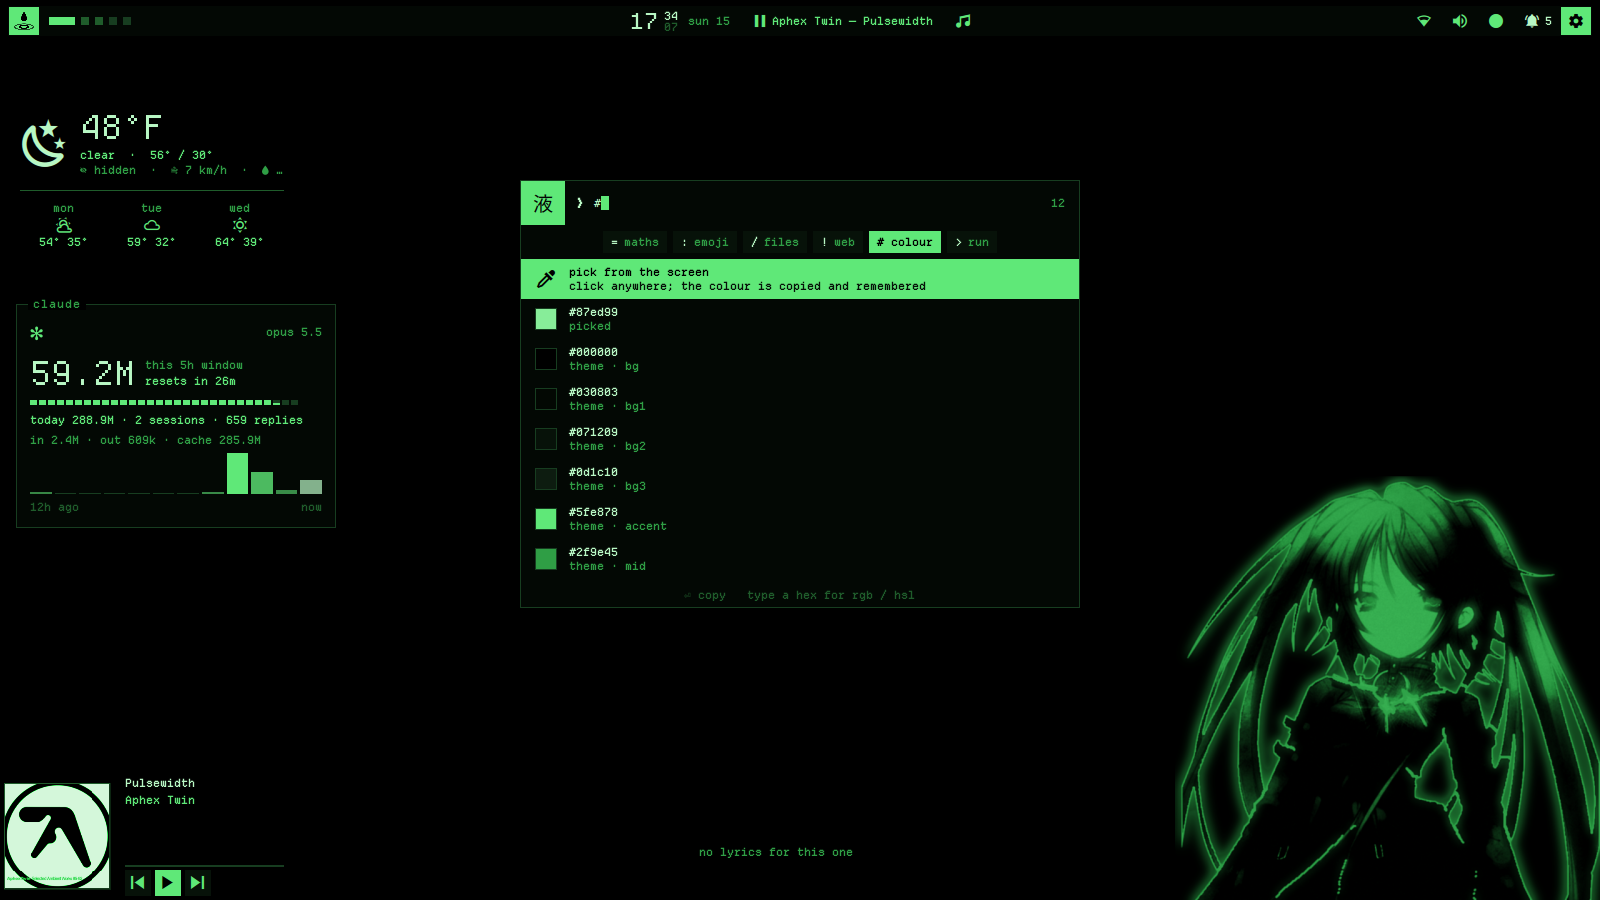 17 34 07 sun 15 Aphex Twin — Pulsewidth
5
48°F
clear · 56° / 30°
hidden · 7 km/h · …
mon tue wed
54° 35° 59° 32° 64° 39°
claude
opus 5.5
59.2M this 5h window
resets in 26m
today 288.9M · 2 sessions · 659 replies
in 2.4M · out 609k · cache 285.9M
12h ago now
液 ❯ # 12
= maths : emoji / files ! web # colour > run
pick from the screen
click anywhere; the colour is copied and remembered
#87ed99
picked
#000000
theme · bg
#030803
theme · bg1
#071209
theme · bg2
#0d1c10
theme · bg3
#5fe878
theme · accent
#2f9e45
theme · mid
⏎ copy type a hex for rgb / hsl
Pulsewidth
Aphex Twin
no lyrics for this one